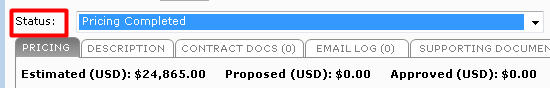 Status: Pricing Completed
PRICING DESCRIPTION CONTRACT DOCS (0) EMAIL LOG (0) SUPPORTING DOCUMEN
Estimated (USD): $24,865.00 Proposed (USD): $0.00 Approved (USD): $0.00